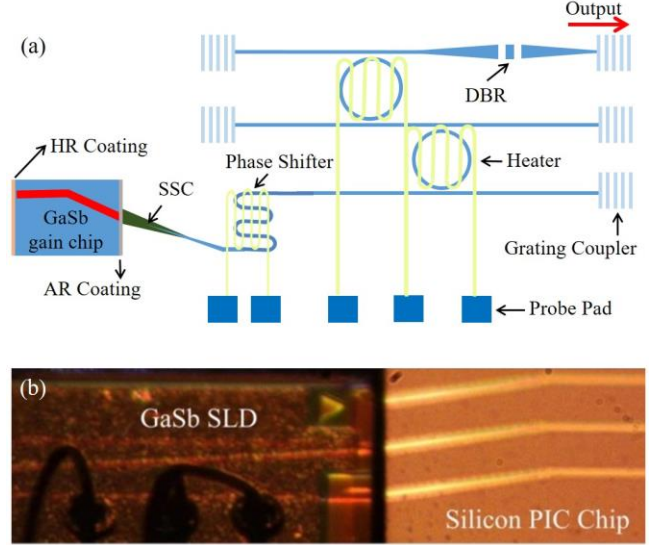 (a)
Output
DBR
HR Coating
Phase Shifter
Heater
SSC
GaSb
gain chip
Grating Coupler
AR Coating
Probe Pad
(b)
GaSb SLD
Silicon PIC Chip